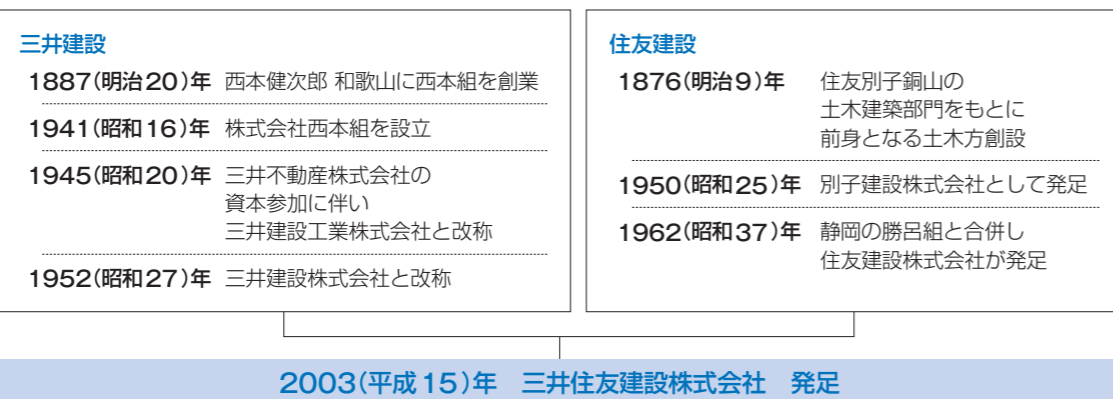 三井建設
1887(明治20)年 西本健次郎 和歌山に西本組を創業
1941(昭和16)年 株式会社西本組を設立
1945(昭和20)年 三井不動産株式会社の
資本参加に伴い
三井建設工業株式会社と改称
1952(昭和27)年 三井建設株式会社と改称
住友建設
1876(明治9)年 住友別子銅山の
土木建築部門をもとに
前身となる土木方創設
1950(昭和25)年 別子建設株式会社として発足
1962(昭和37)年 静岡の勝呂組と合併し
住友建設株式会社が発足
2003(平成15)年 三井住友建設株式会社 発足